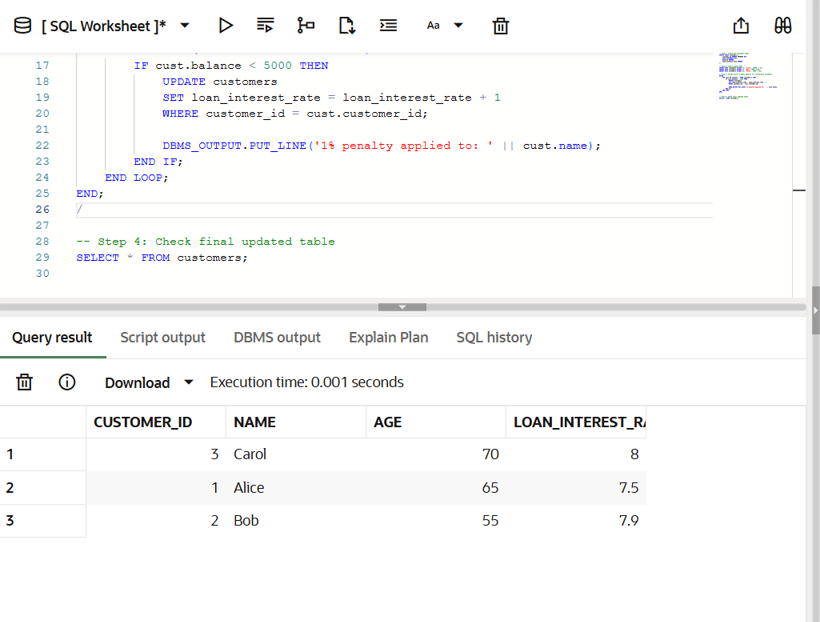 [ SQL Worksheet ]*
Aa
17 IF cust.balance < 5000 THEN
18 UPDATE customers
19 SET loan_interest_rate = loan_interest_rate + 1
20 WHERE customer_id = cust.customer_id;
21
22 DBMS_OUTPUT.PUT_LINE('1% penalty applied to: ' || cust.name);
23 END IF;
24 END LOOP;
25 END;
26 /
27
28 -- Step 4: Check final updated table
29 SELECT * FROM customers;
30
Query result Script output DBMS output Explain Plan SQL history
Download Execution time: 0.001 seconds
CUSTOMER_ID NAME AGE LOAN_INTEREST_RA
1 3 Carol 70 8
2 1 Alice 65 7.5
3 2 Bob 55 7.9